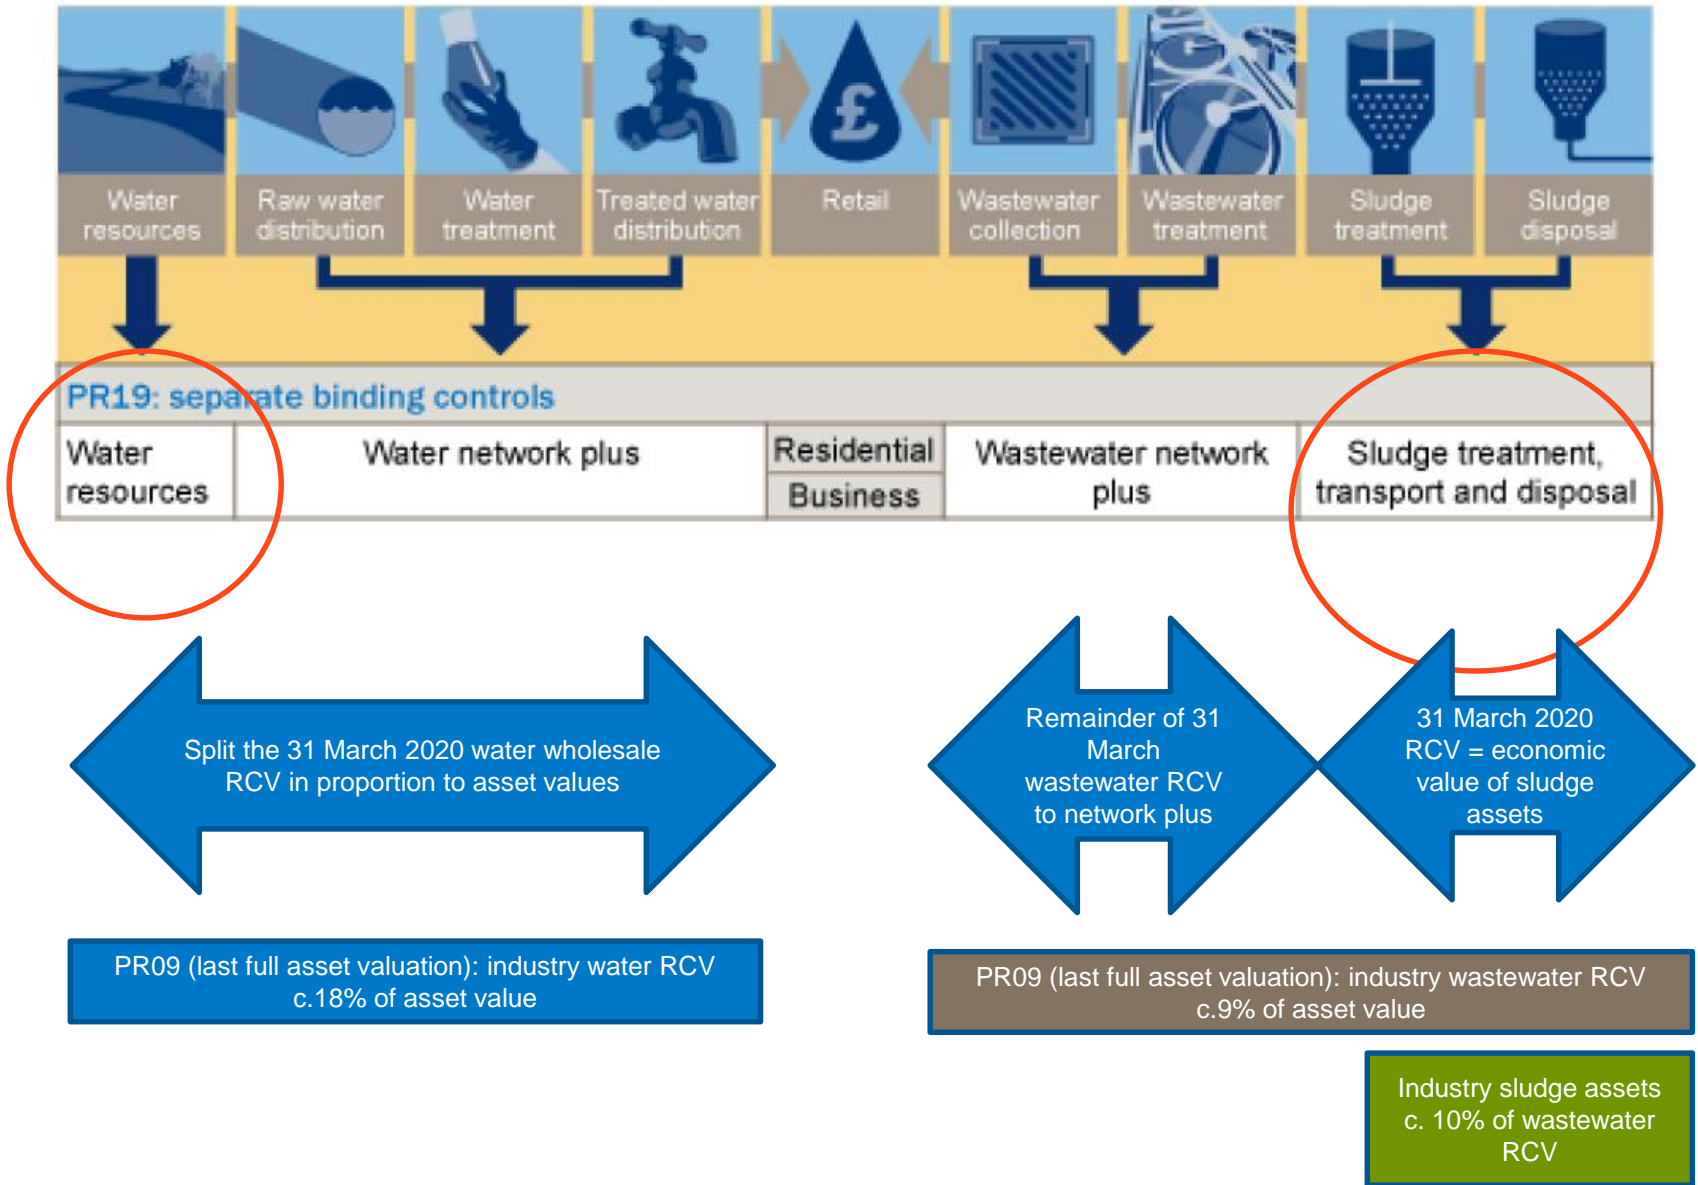 £
Water
resources
Raw water
distribution
Water
treatment
Treated water
distribution
Retail
Wastewater
collection
Wastewater
treatment
Sludge
treatment
Sludge
disposal
PR19: separate binding controls
Water
resources
Water network plus
Residential
Business
Wastewater network
plus
Sludge treatment,
transport and disposal
Split the 31 March 2020 water wholesale
RCV in proportion to asset values
Remainder of 31
March
wastewater RCV
to network plus
31 March 2020
RCV = economic
value of sludge
assets
PR09 (last full asset valuation): industry water RCV
c.18% of asset value
PR09 (last full asset valuation): industry wastewater RCV
c.9% of asset value
Industry sludge assets
c. 10% of wastewater
RCV